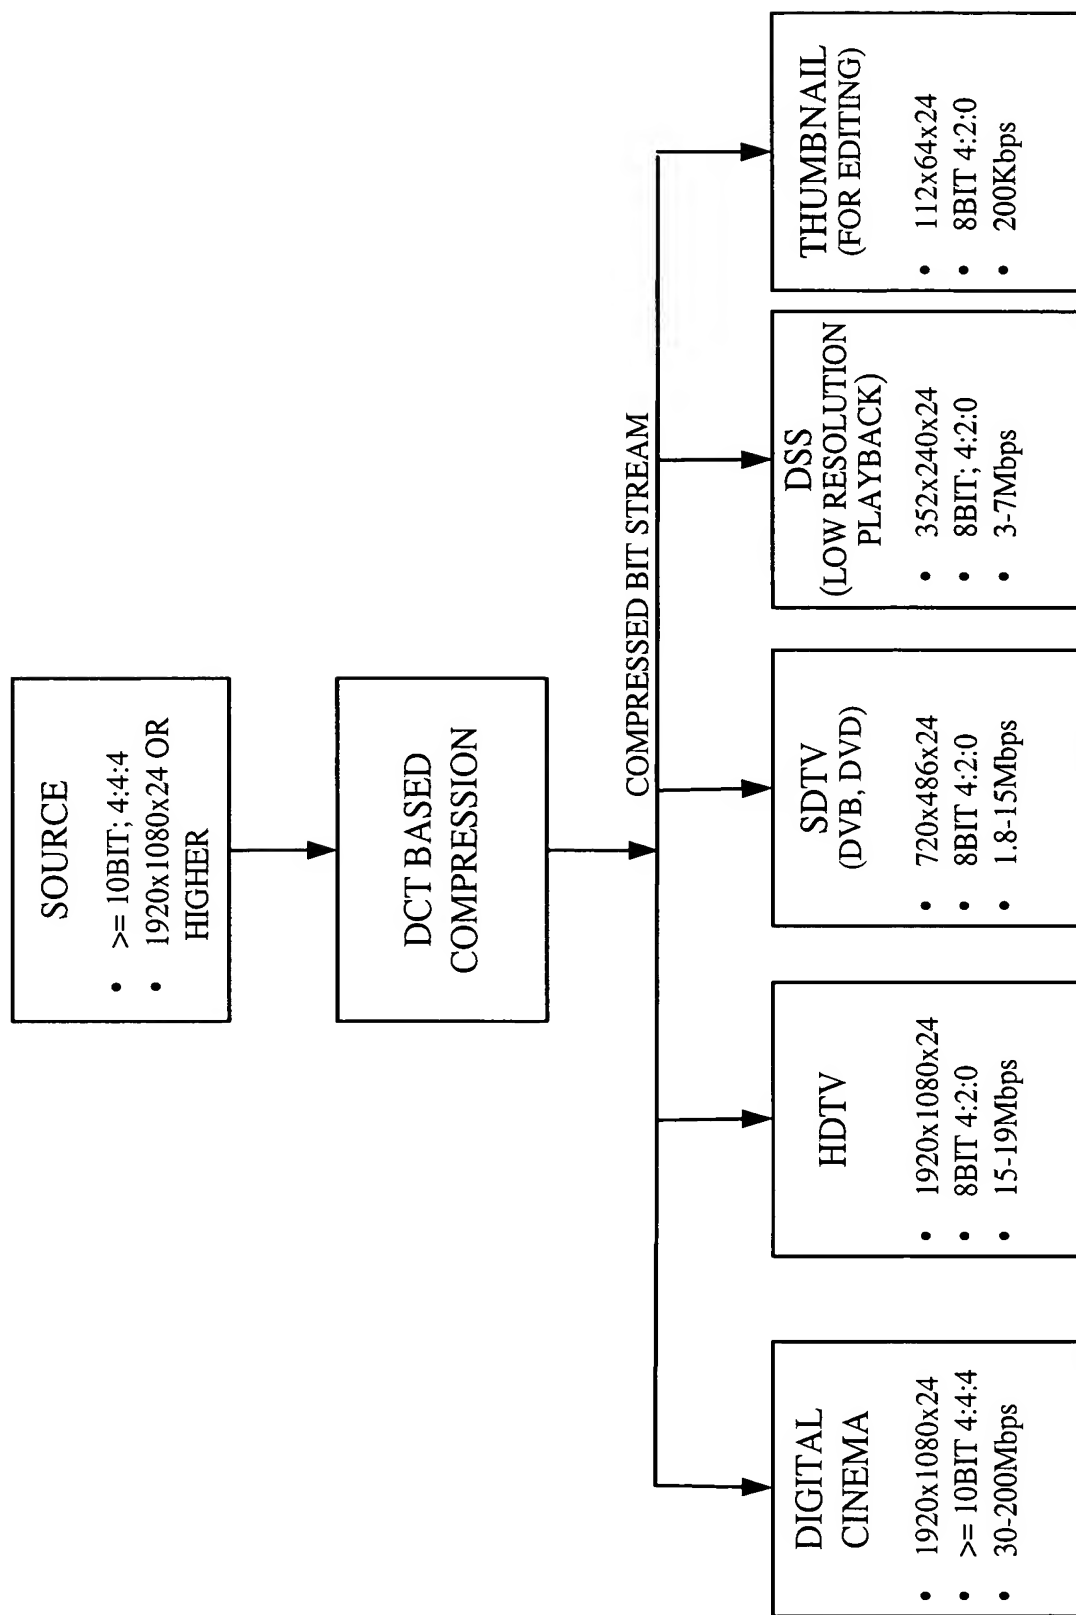 SOURCE
• >= 10BIT; 4:4:4
• 1920x1080x24 OR
HIGHER
DCT BASED
COMPRESSION
COMPRESSED BIT STREAM
DIGITAL
CINEMA
• 1920x1080x24
• >= 10BIT 4:4:4
• 30-200Mbps
HDTV
• 1920x1080x24
• 8BIT 4:2:0
• 15-19Mbps
SDTV
(DVB, DVD)
• 720x486x24
• 8BIT 4:2:0
• 1.8-15Mbps
DSS
(LOW RESOLUTION
PLAYBACK)
• 352x240x24
• 8BIT; 4:2:0
• 3-7Mbps
THUMBNAIL
(FOR EDITING)
• 112x64x24
• 8BIT 4:2:0
• 200Kbps